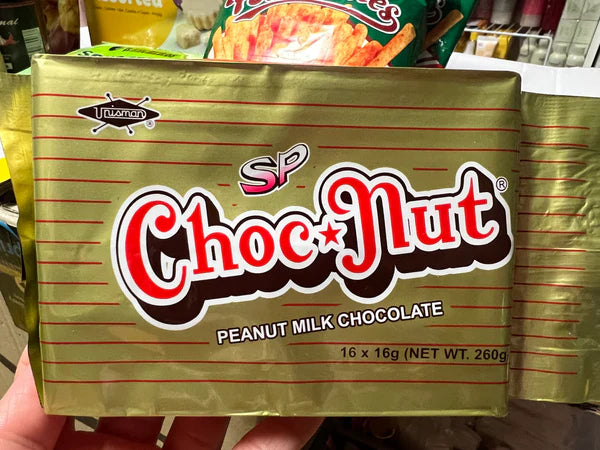 Unisman
®
SP
Choc★Nut®
PEANUT MILK CHOCOLATE
16 x 16g (NET WT. 260g